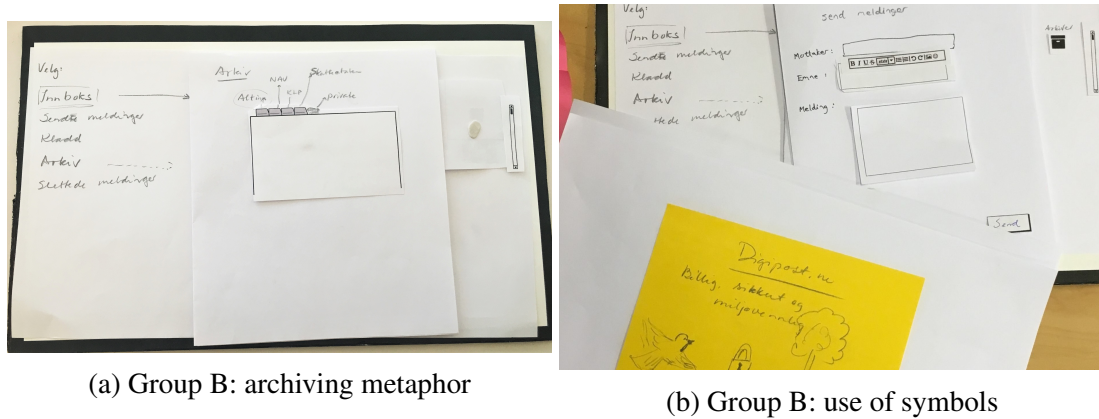 Velg:
Innboks
Sendte meldinger
Kladd
Arkiv
Slettede meldinger
Arkiv
Altinn
NAV
KLP
Skatteetaten
private
(a) Group B: archiving metaphor
Innboks
Sendte meldinger
Kladd
Arkiv
tede meldinger
send meldinger
Mottaker:
Emne:
Melding:
B I U S
Send
Arkiver
Digipost.no
Billig, sikkert og
miljøvennlig
(b) Group B: use of symbols